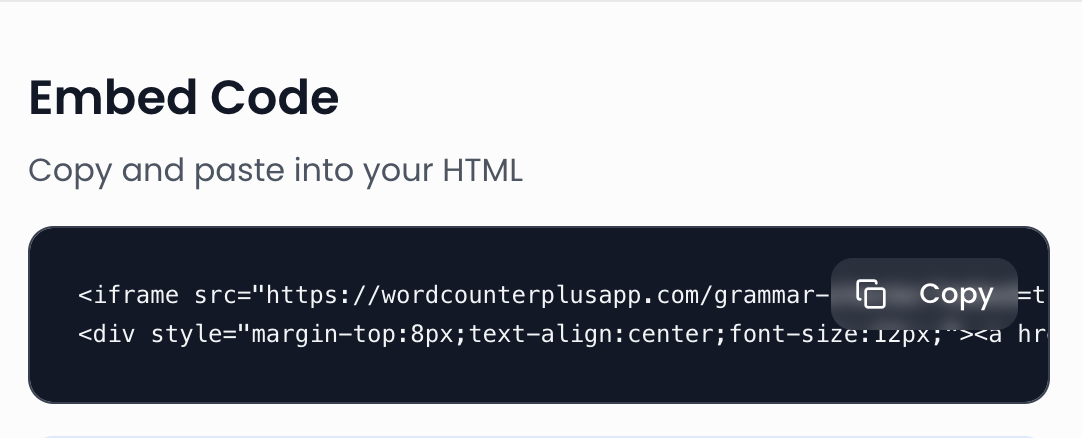 Embed Code
Copy and paste into your HTML
<iframe src="https://wordcounterplusapp.com/grammar- =t
Copy
<div style="margin-top:8px;text-align:center;font-size:12px;"><a hr